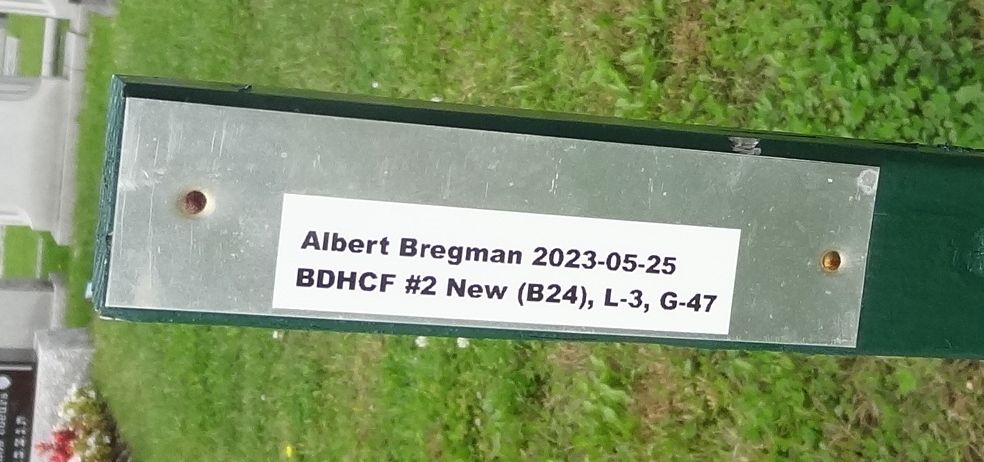 Albert Bregman 2023-05-25
BDHCF #2 New (B24), L-3, G-47